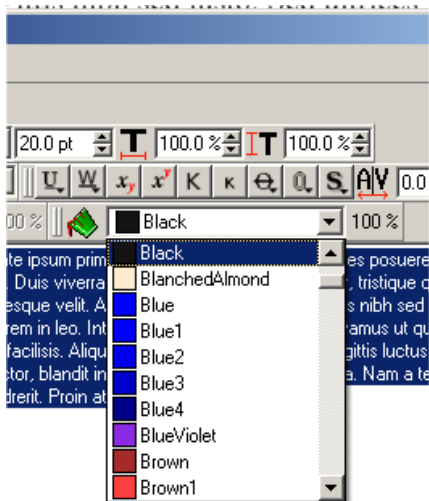 20.0 pt T 100.0 % T 100.0 %
U W x, x' K K 0.0
00 % Black 100 %
te ipsum prim Black es posuere
. Duis viverra BlanchedAlmond , tristique
esque velit. A Blue s nibh sed
rem in leo. Int Blue1 amus ut qu
facilisis. Aliqu Blue2 gittis luctus
ctor, blandit in Blue3 a. Nam a te
drerit. Proin at Blue4
BlueViolet
Brown
Brown1